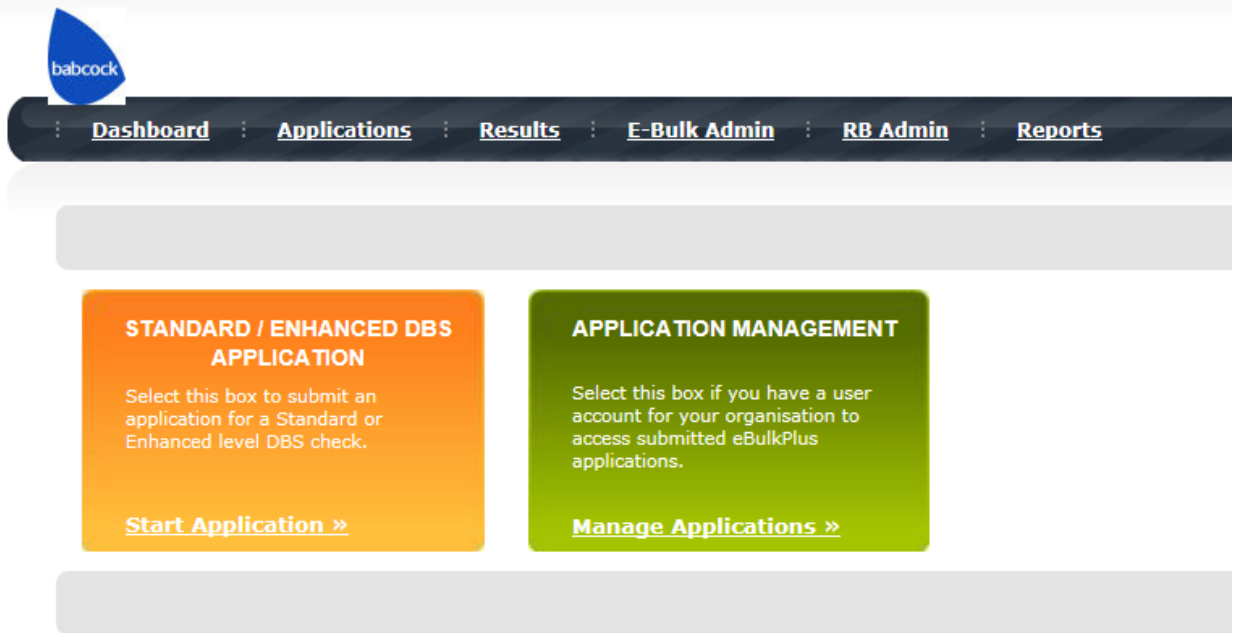 babcock
Dashboard Applications Results E-Bulk Admin RB Admin Reports
STANDARD / ENHANCED DBS
APPLICATION
Select this box to submit an
application for a Standard or
Enhanced level DBS check.
Start Application »
APPLICATION MANAGEMENT
Select this box if you have a user
account for your organisation to
access submitted eBulkPlus
applications.
Manage Applications »